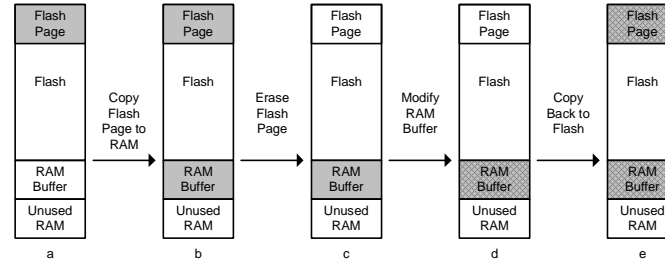 Flash
Page
Flash
RAM
Buffer
Unused
RAM
a
Copy
Flash
Page to
RAM
Flash
Page
Flash
RAM
Buffer
Unused
RAM
b
Erase
Flash
Page
Flash
Page
Flash
RAM
Buffer
Unused
RAM
c
Modify
RAM
Buffer
Flash
Page
Flash
RAM
Buffer
Unused
RAM
d
Copy
Back to
Flash
Flash
Page
Flash
RAM
Buffer
Unused
RAM
e